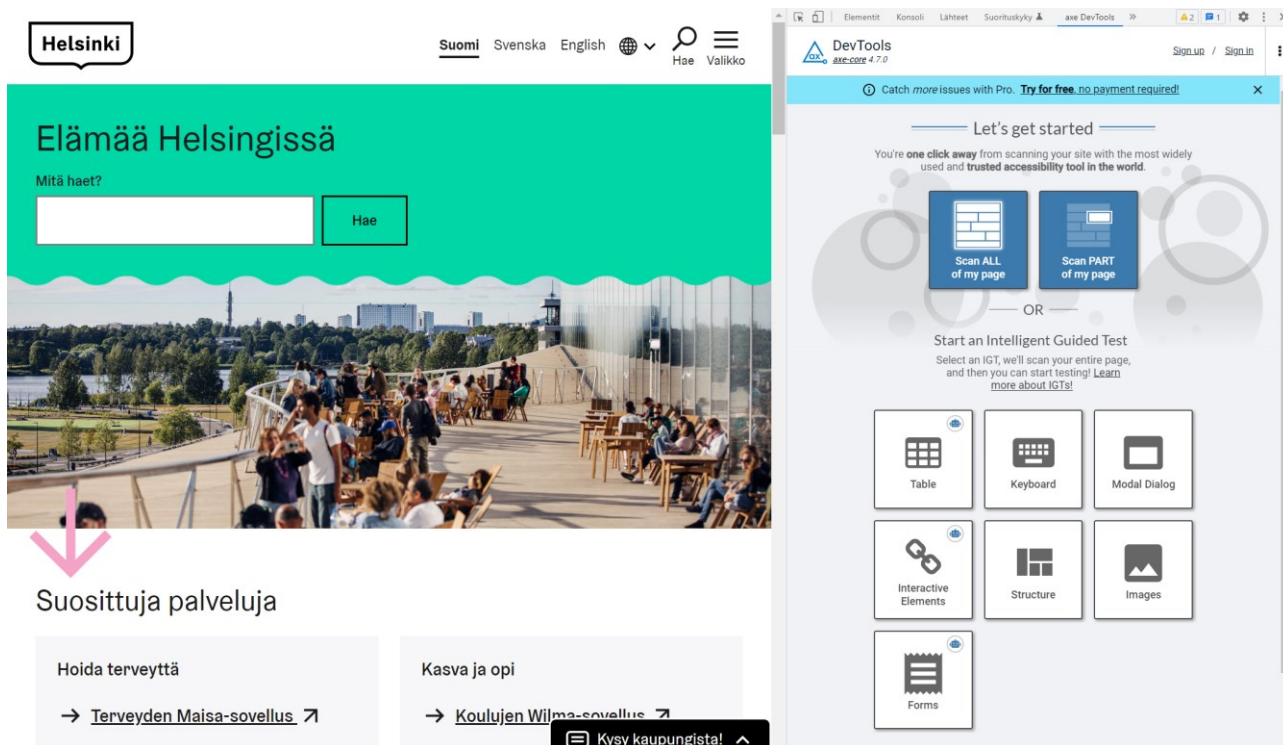 Helsinki
Suomi Svenska English
Hae Valikko
Elämää Helsingissä
Mitä haet?
Hae
Suosittuja palveluja
Hoida terveyttä
Terveyden Maisa-sovellus
Kasva ja opi
Koulujen Wilma-sovellus
Kysy kaupungista!
Elementit Konsoli Lähteet Suorituskyky axe DevTools » 2 1
ax
DevTools
axe-core 4.7.0
Sign up / Sign in
Catch more issues with Pro. Try for free, no payment required!
Let's get started
You're one click away from scanning your site with the most widely
used and trusted accessibility tool in the world.
Scan ALL
of my page
Scan PART
of my page
OR
Start an Intelligent Guided Test
Select an IGT, we'll scan your entire page,
and then you can start testing! Learn
more about IGTs!
Table
Keyboard
Modal Dialog
Interactive
Elements
Structure
Images
Forms